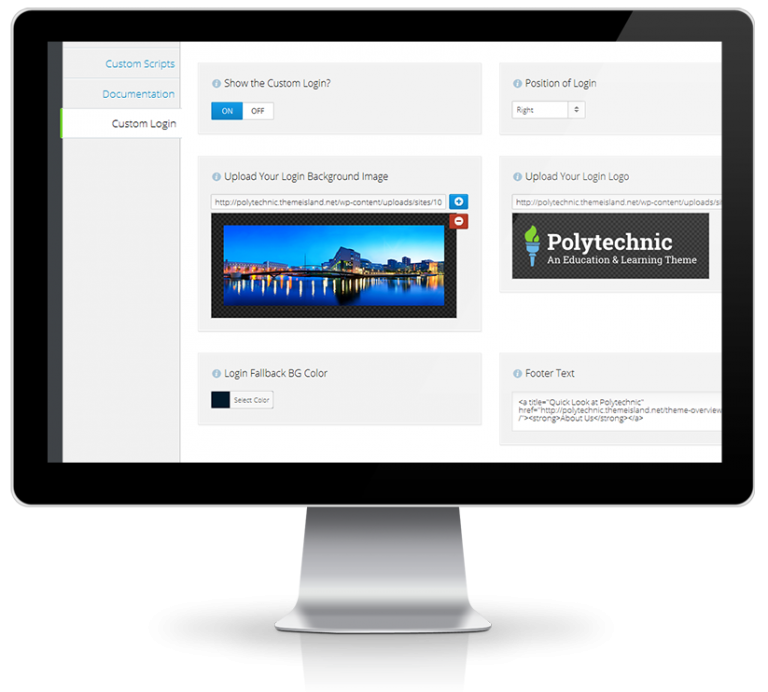 Custom Scripts
Documentation
Custom Login
Show the Custom Login?
ON OFF
Position of Login
Right
Upload Your Login Background Image
http://polytechnic.themeisland.net/wp-content/uploads/sites/10
Upload Your Login Logo
http://polytechnic.themeisland.net/wp-content/uploads/si
Polytechnic
An Education & Learning Theme
Login Fallback BG Color
Select Color
Footer Text
<a title="Quick Look at Polytechnic"
href="http://polytechnic.themeisland.net/theme-overview
/"><strong>About Us</strong></a>